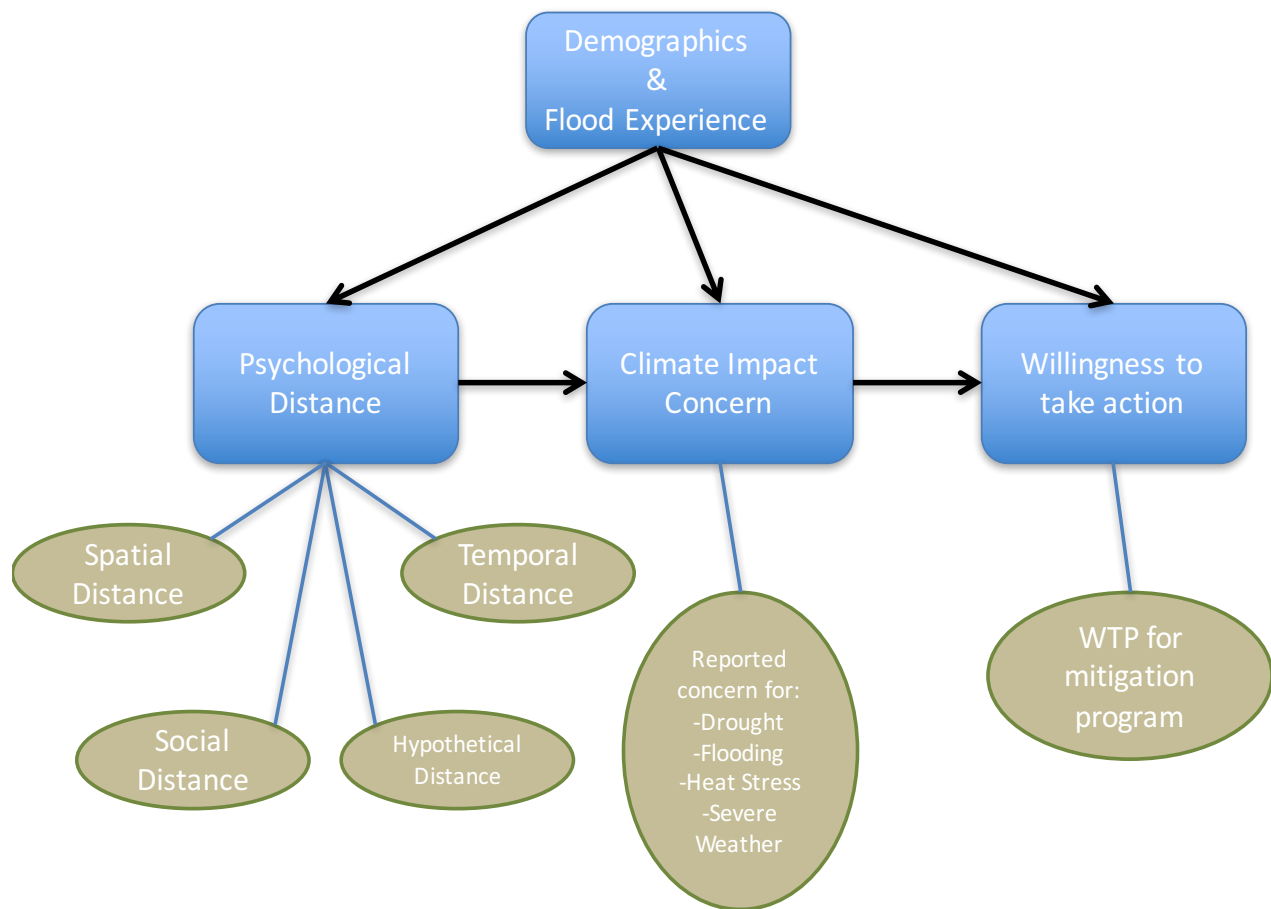 Demographics
&
Flood Experience
Psychological
Distance
Climate Impact
Concern
Willingness to
take action
Spatial
Distance
Temporal
Distance
Social
Distance
Hypothetical
Distance
Reported
concern for:
-Drought
-Flooding
-Heat Stress
-Severe
Weather
WTP for
mitigation
program